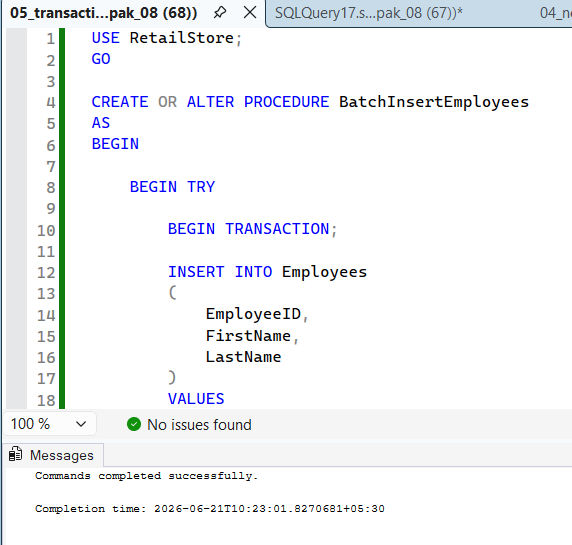 05_transacti...pak_08 (68))
SQLQuery17.s...pak_08 (67))*
04_ne
1 USE RetailStore;
2 GO
3
4 CREATE OR ALTER PROCEDURE BatchInsertEmployees
5 AS
6 BEGIN
7
8 BEGIN TRY
9
10 BEGIN TRANSACTION;
11
12 INSERT INTO Employees
13 (
14 EmployeeID,
15 FirstName,
16 LastName
17 )
18 VALUES
100 %
No issues found
Messages
Commands completed successfully.
Completion time: 2026-06-21T10:23:01.8270681+05:30